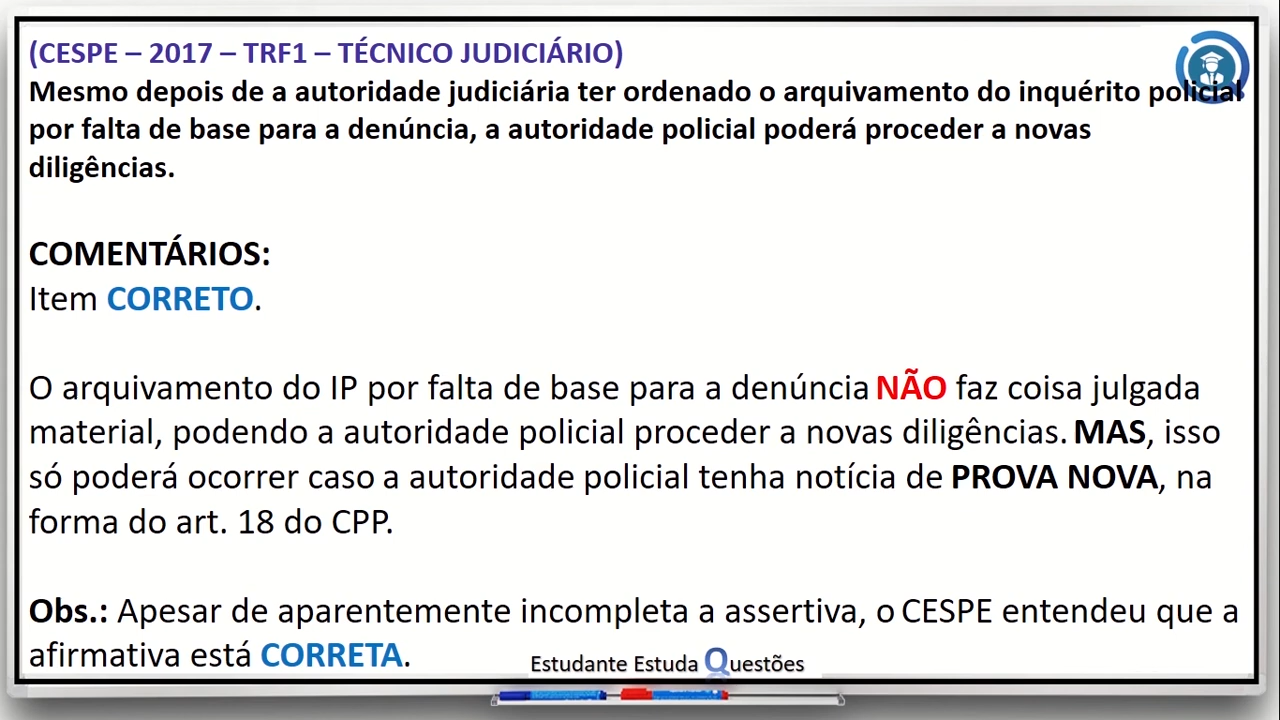 (CESPE – 2017 – TRF1 – TÉCNICO JUDICIÁRIO)
Mesmo depois de a autoridade judiciária ter ordenado o arquivamento do inquérito policial
por falta de base para a denúncia, a autoridade policial poderá proceder a novas
diligências.
COMENTÁRIOS:
Item CORRETO.
O arquivamento do IP por falta de base para a denúncia NÃO faz coisa julgada
material, podendo a autoridade policial proceder a novas diligências. MAS, isso
só poderá ocorrer caso a autoridade policial tenha notícia de PROVA NOVA, na
forma do art. 18 do CPP.
Obs.: Apesar de aparentemente incompleta a assertiva, o CESPE entendeu que a
afirmativa está CORRETA.
Estudante Estuda Questões